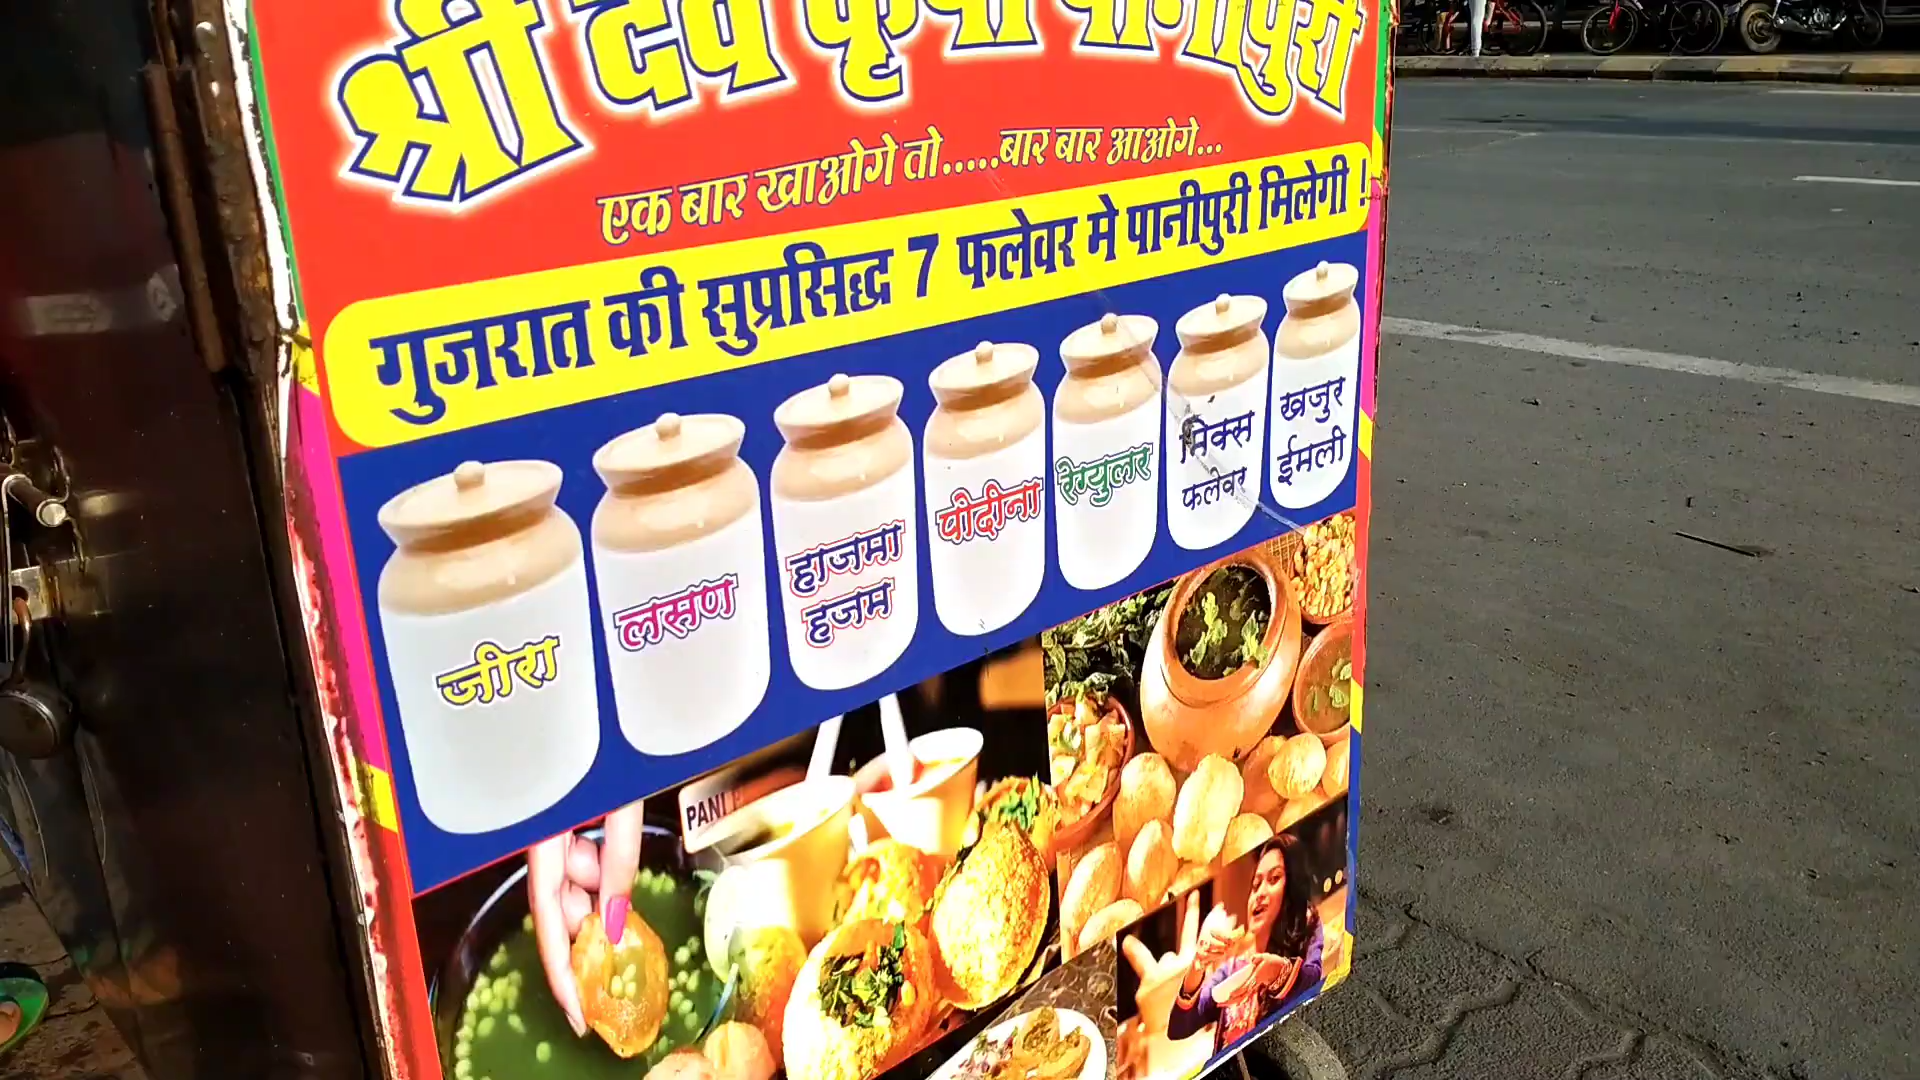 श्री देव कृपा पानीपुरी
एक बार खाओगे तो.....बार बार आओगे...
गुजरात की सुप्रसिद्ध 7 फलेवर मे पानीपुरी मिलेगी !
जीरा
लसण
हाजमा
हजम
पोदीना
रेग्युलर
मिक्स
फलेवर
खजुर
ईमली
PANI